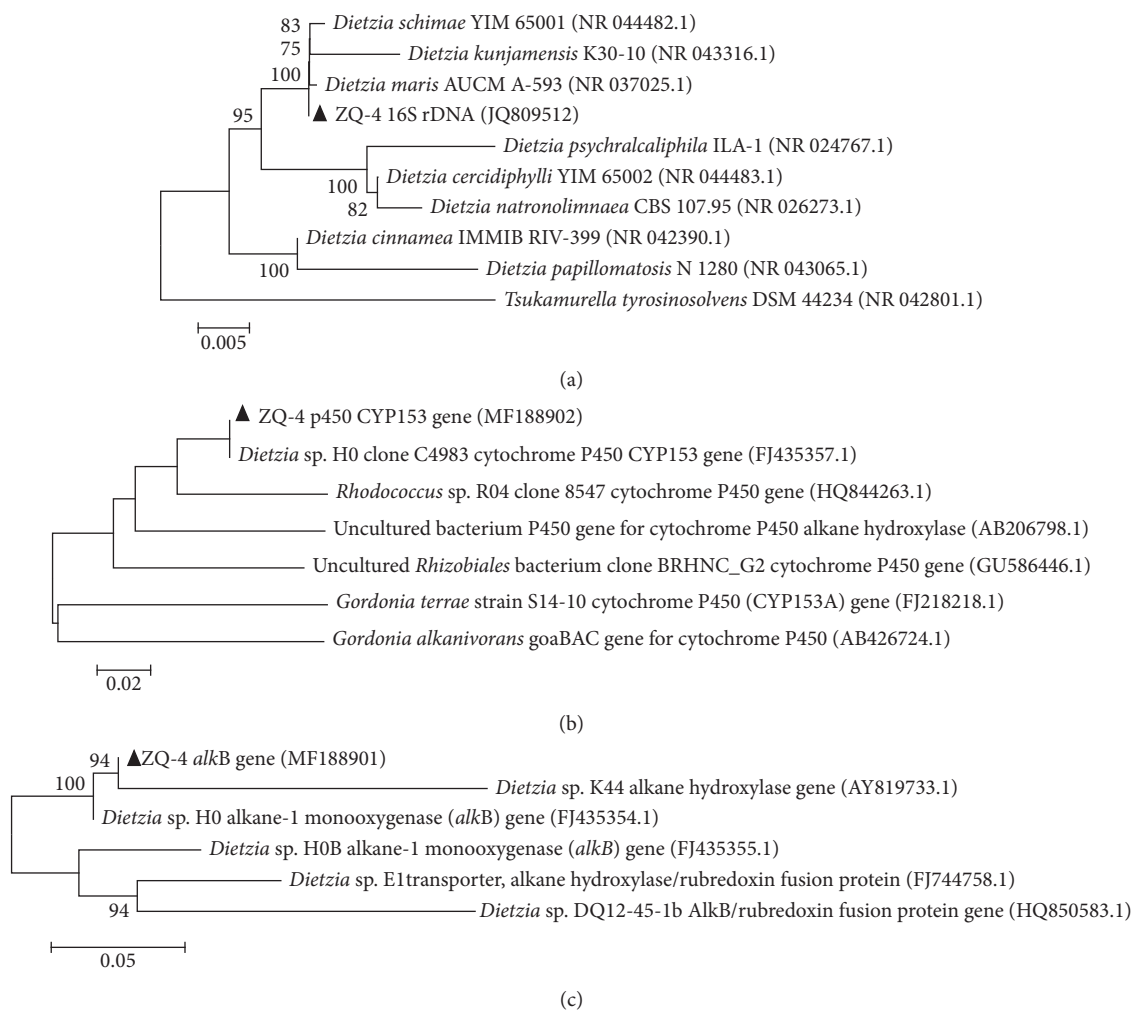 83
Dietzia schimae YIM 65001 (NR 044482.1)
75
Dietzia kunjamensis K30-10 (NR 043316.1)
100
Dietzia maris AUCM A-593 (NR 037025.1)
95
ZQ-4 16S rDNA (JQ809512)
Dietzia psychralcaliphila ILA-1 (NR 024767.1)
100
Dietzia cercidiphylli YIM 65002 (NR 044483.1)
82
Dietzia natronolimnaea CBS 107.95 (NR 026273.1)
Dietzia cinnamea IMMIB RIV-399 (NR 042390.1)
100
Dietzia papillomatosis N 1280 (NR 043065.1)
Tsukamurella tyrosinosolvens DSM 44234 (NR 042801.1)
0.005
(a)
ZQ-4 p450 CYP153 gene (MF188902)
Dietzia sp. H0 clone C4983 cytochrome P450 CYP153 gene (FJ435357.1)
Rhodococcus sp. R04 clone 8547 cytochrome P450 gene (HQ844263.1)
Uncultured bacterium P450 gene for cytochrome P450 alkane hydroxylase (AB206798.1)
Uncultured Rhizobiales bacterium clone BRHNC_G2 cytochrome P450 gene (GU586446.1)
Gordonia terrae strain S14-10 cytochrome P450 (CYP153A) gene (FJ218218.1)
Gordonia alkanivorans goaBAC gene for cytochrome P450 (AB426724.1)
0.02
(b)
94
ZQ-4 alkB gene (MF188901)
100
Dietzia sp. K44 alkane hydroxylase gene (AY819733.1)
Dietzia sp. H0 alkane-1 monooxygenase (alkB) gene (FJ435354.1)
Dietzia sp. H0B alkane-1 monooxygenase (alkB) gene (FJ435355.1)
Dietzia sp. E1transporter, alkane hydroxylase/rubredoxin fusion protein (FJ744758.1)
94
Dietzia sp. DQ12-45-1b AlkB/rubredoxin fusion protein gene (HQ850583.1)
0.05
(c)